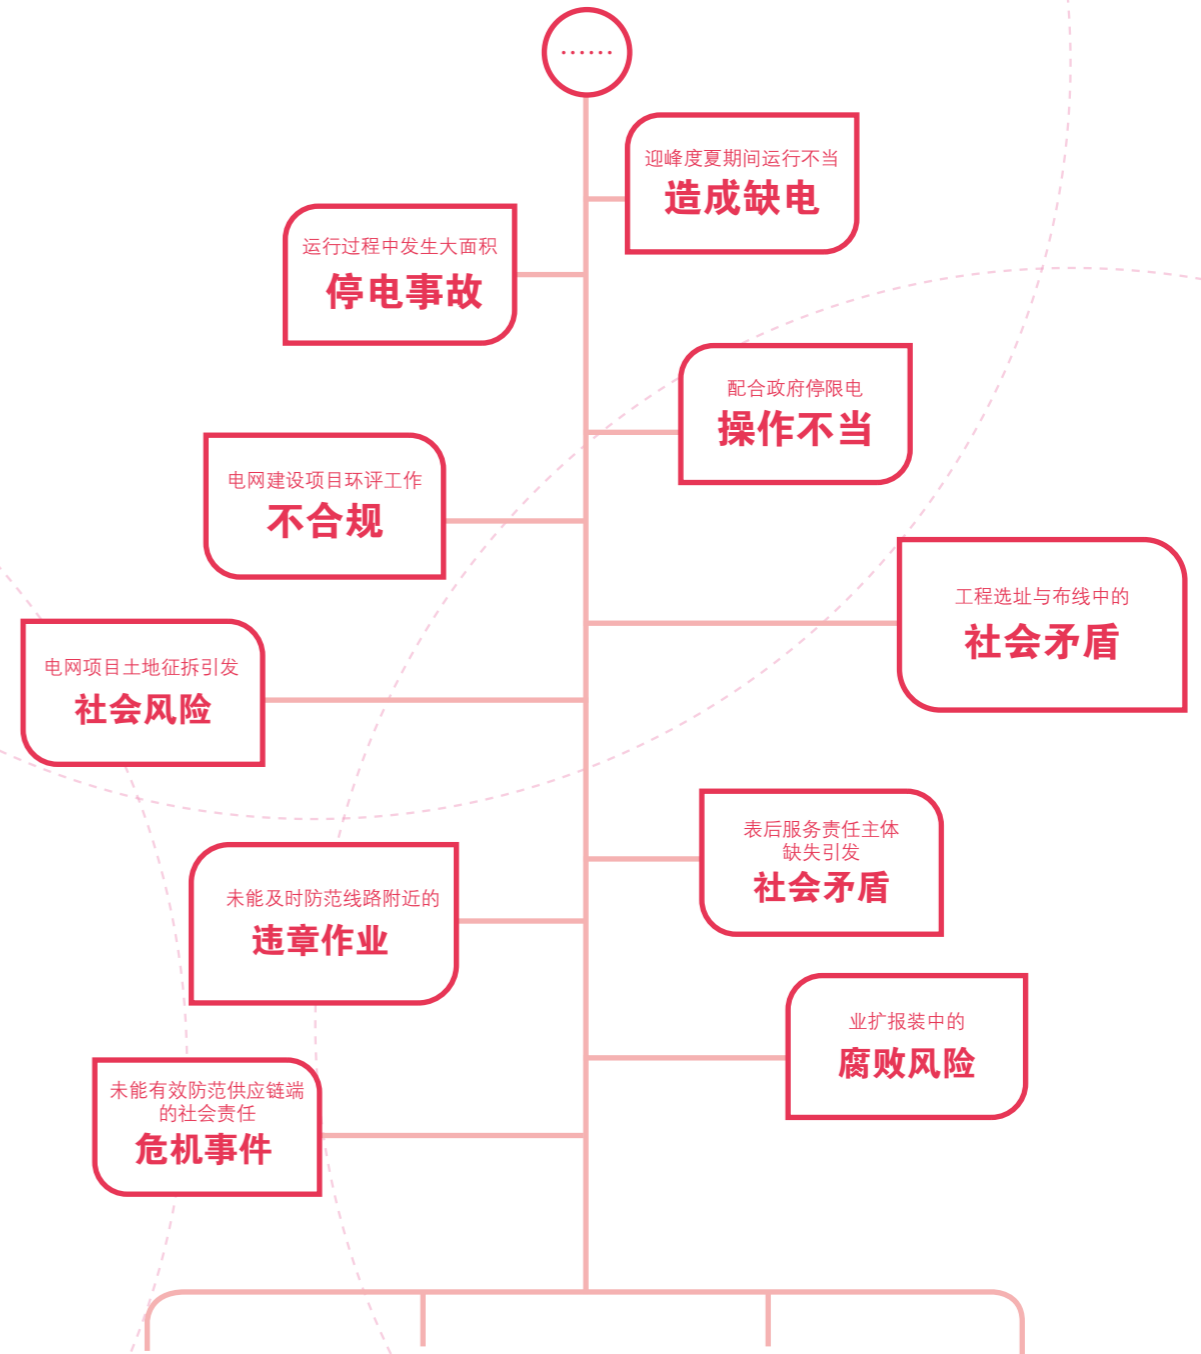 ......
迎峰度夏期间运行不当
造成缺电
运行过程中发生大面积
停电事故
配合政府停限电
操作不当
电网建设项目环评工作
不合规
工程选址与布线中的
社会矛盾
电网项目土地征拆引发
社会风险
表后服务责任主体
缺失引发
社会矛盾
未能及时防范线路附近的
违章作业
业扩报装中的
腐败风险
未能有效防范供应链端
的社会责任
危机事件